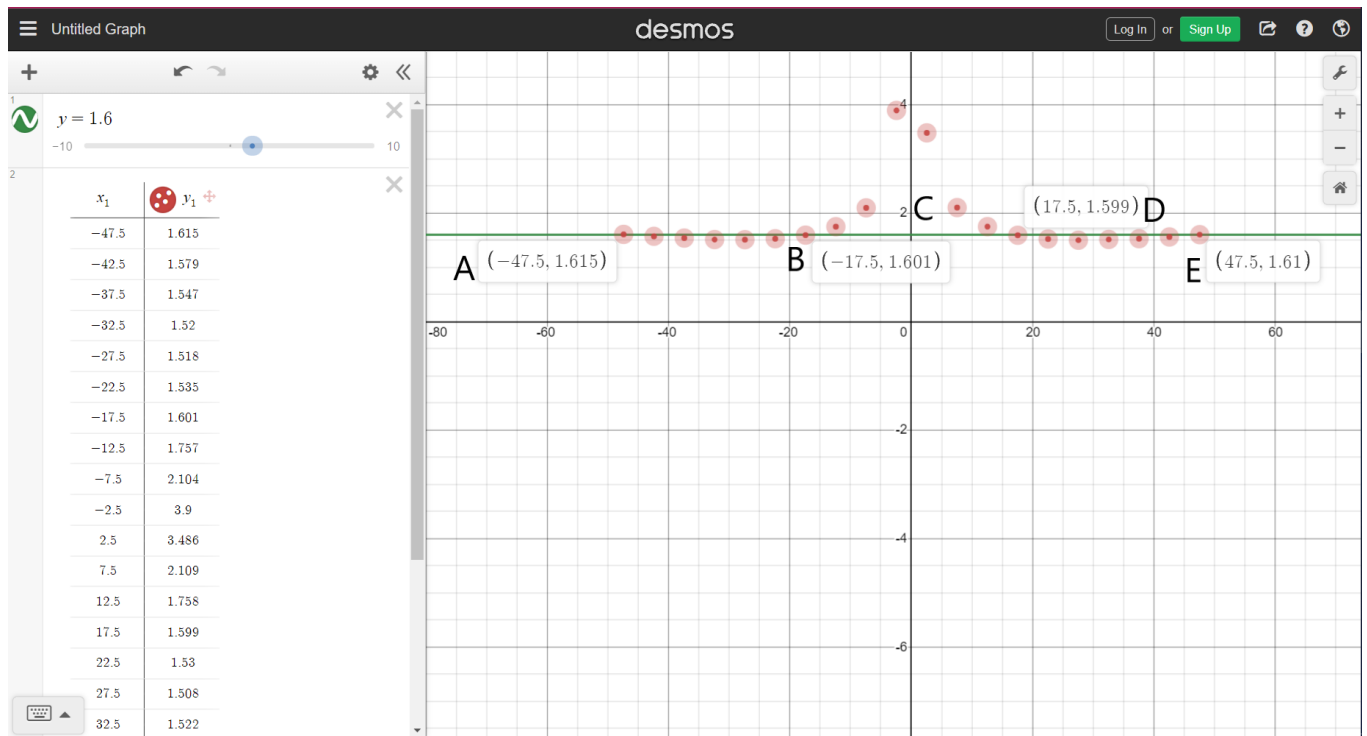 Untitled Graph
desmos
Log In or Sign Up
1
y = 1.6
-10
10
2
x₁ y₁
−47.5 1.615
−42.5 1.579
−37.5 1.547
−32.5 1.52
−27.5 1.518
−22.5 1.535
−17.5 1.601
−12.5 1.757
−7.5 2.104
−2.5 3.9
2.5 3.486
7.5 2.109
12.5 1.758
17.5 1.599
22.5 1.53
27.5 1.508
32.5 1.522
4
2
C
(17.5, 1.599)
D
A
(−47.5, 1.615)
B
(−17.5, 1.601)
E
(47.5, 1.61)
-80 -60 -40 -20 0 20 40 60
-2
-4
-6